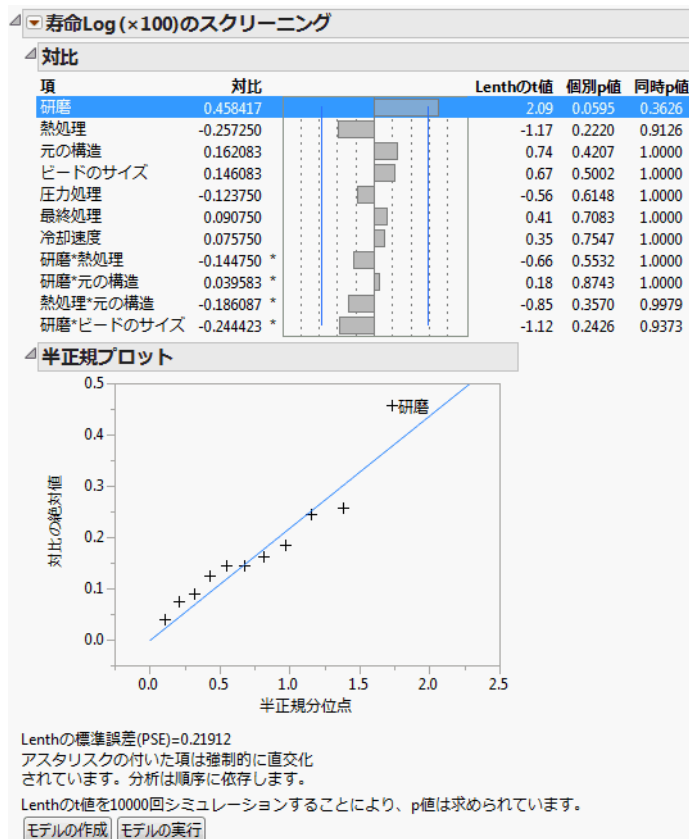 寿命Log(×100)のスクリーニング
対比
項 対比 Lenthのt値 個別p値 同時p値
研磨 0.458417 2.09 0.0595 0.3626
熱処理 -0.257250 -1.17 0.2220 0.9126
元の構造 0.162083 0.74 0.4207 1.0000
ビードのサイズ 0.146083 0.67 0.5002 1.0000
圧力処理 -0.123750 -0.56 0.6148 1.0000
最終処理 0.090750 0.41 0.7083 1.0000
冷却速度 0.075750 0.35 0.7547 1.0000
研磨*熱処理 -0.144750 * -0.66 0.5532 1.0000
研磨*元の構造 0.039583 * 0.18 0.8743 1.0000
熱処理*元の構造 -0.186087 * -0.85 0.3570 0.9979
研磨*ビードのサイズ -0.244423 * -1.12 0.2426 0.9373
半正規プロット
0.5
0.4
0.3
0.2
0.1
0.0
対比の絶対値
研磨
0.0 0.5 1.0 1.5 2.0 2.5
半正規分位点
Lenthの標準誤差(PSE)=0.21912
アスタリスクの付いた項は強制的に直交化
されています。分析は順序に依存します。
Lenthのt値を10000回シミュレーションすることにより、p値は求められています。
モデルの作成 モデルの実行